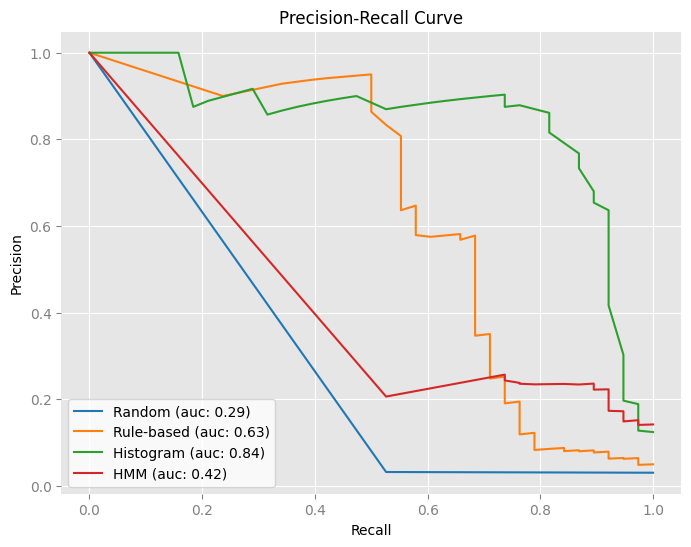 Precision-Recall Curve
Precision
1.0
0.8
0.6
0.4
0.2
0.0
Random (auc: 0.29)
Rule-based (auc: 0.63)
Histogram (auc: 0.84)
HMM (auc: 0.42)
0.0 0.2 0.4 0.6 0.8 1.0
Recall